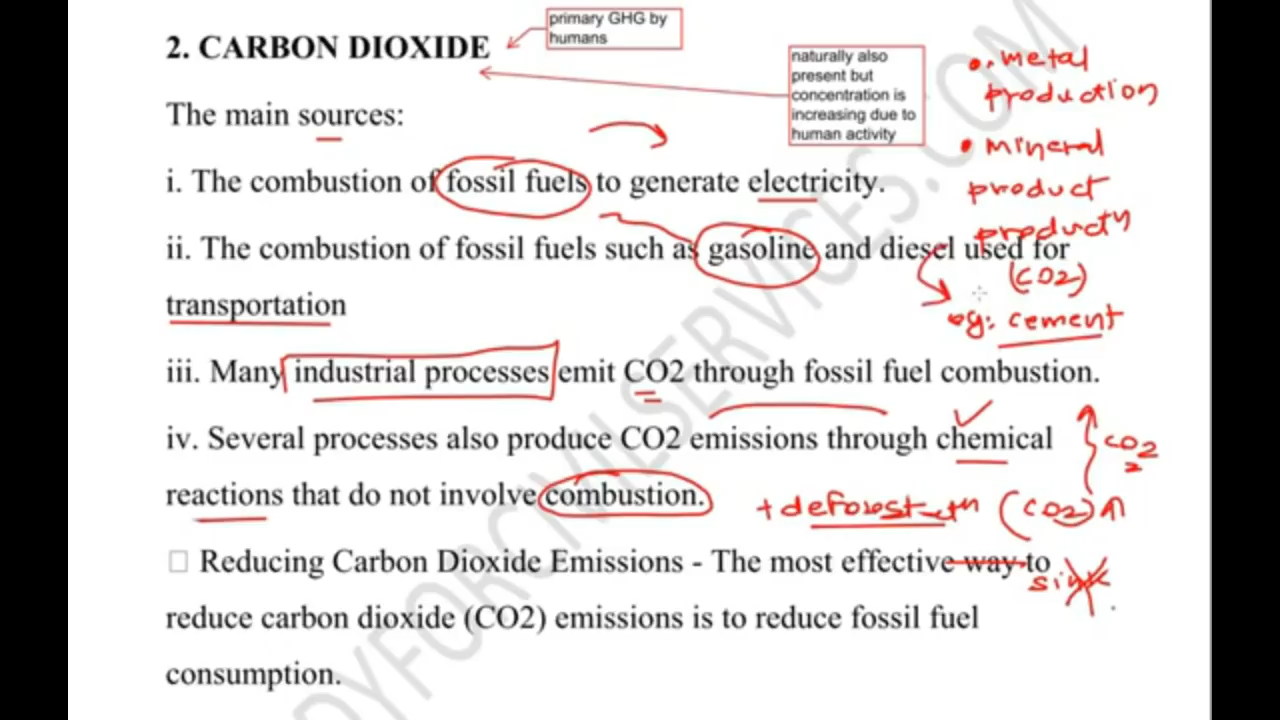 primary GHG by
humans
2. CARBON DIOXIDE
naturally also
present but
concentration is
increasing due to
human activity
• metal
production
The main sources:
• mineral
product
i. The combustion of fossil fuels to generate electricity.
ii. The combustion of fossil fuels such as gasoline and diesel used for
(CO2)
transportation
eg: cement
iii. Many industrial processes emit CO2 through fossil fuel combustion.
iv. Several processes also produce CO2 emissions through chemical
CO2
reactions that do not involve combustion.
(CO2)↑
□ Reducing Carbon Dioxide Emissions - The most effective way to
sink
reduce carbon dioxide (CO2) emissions is to reduce fossil fuel
consumption.
DYFORCIVILSERVICES.COM